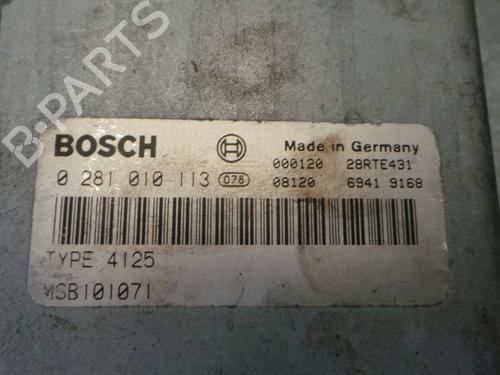 B-PARTS
BOSCH Made in Germany
000120 28RTE431
0 281 010 113 078 08120 6941 9168
TYPE 4125
MSB101071